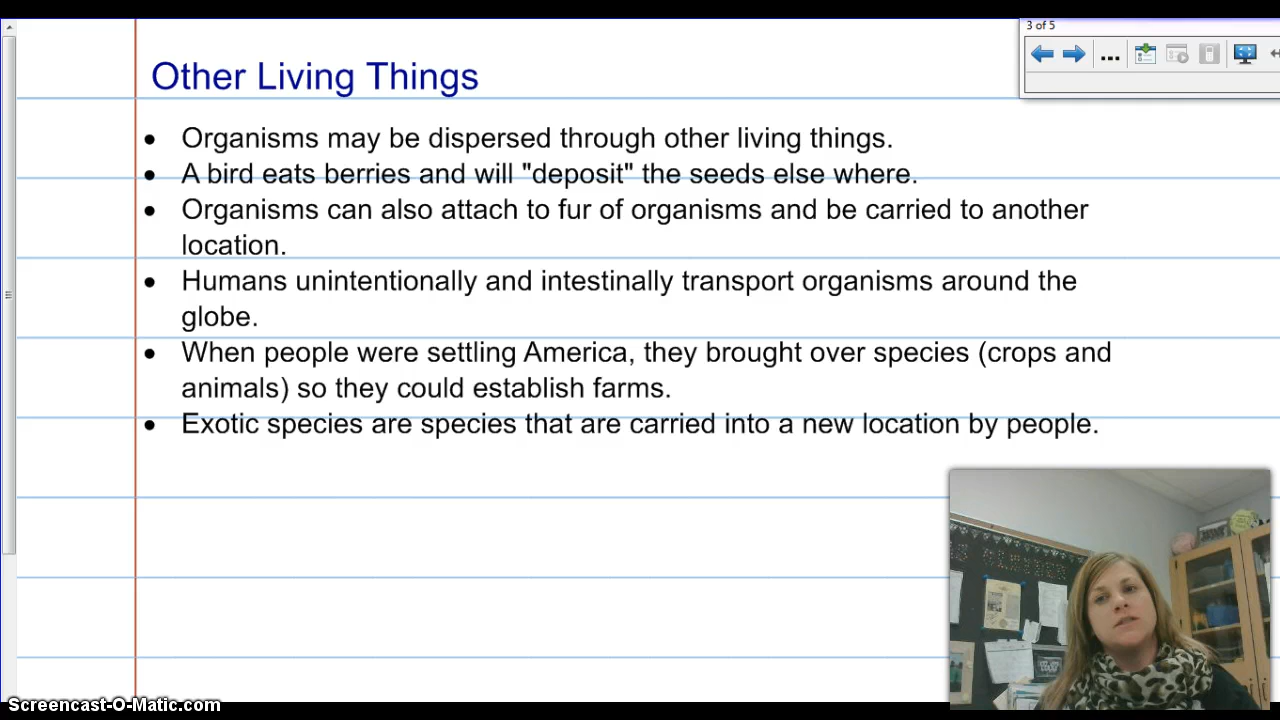 3 of 5
Other Living Things
• Organisms may be dispersed through other living things.
• A bird eats berries and will "deposit" the seeds else where.
• Organisms can also attach to fur of organisms and be carried to another
location.
• Humans unintentionally and intestinally transport organisms around the
globe.
• When people were settling America, they brought over species (crops and
animals) so they could establish farms.
• Exotic species are species that are carried into a new location by people.
Screencast-O-Matic.com